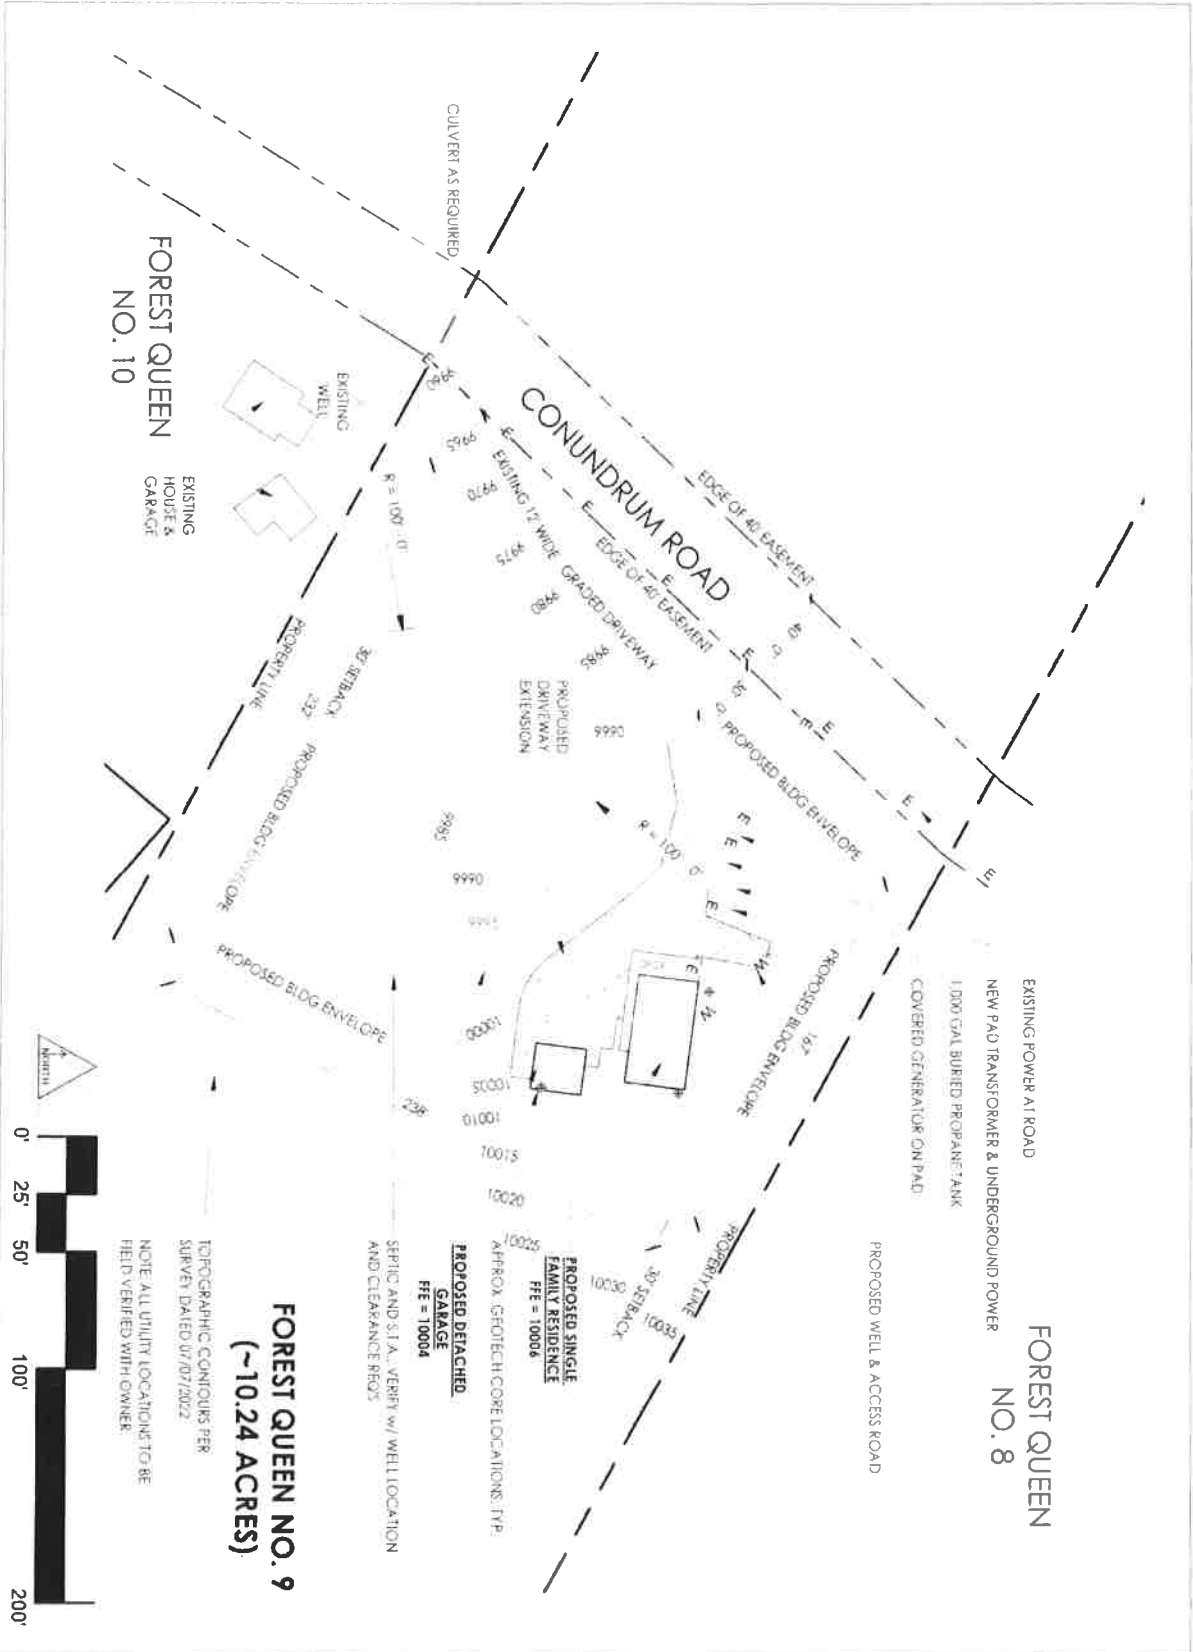 FOREST QUEEN
NO. 8
EXISTING POWER AT ROAD
NEW PAD TRANSFORMER & UNDERGROUND POWER
1,000 GAL BURIED PROPANE TANK
COVERED GENERATOR ON PAD
PROPOSED WELL & ACCESS ROAD
CULVERT AS REQUIRED
CONUNDRUM ROAD
EDGE OF 40' EASEMENT
EDGE OF 40' EASEMENT
EXISTING 12' WIDE GRADED DRIVEWAY
PROPOSED
DRIVEWAY
EXTENSION
PROPOSED BLDG ENVELOPE
PROPOSED BLDG ENVELOPE
167'
PROPOSED BLDG ENVELOPE
232'
PROPOSED BLDG ENVELOPE
238'
R = 100' - 0"
R = 100' - 0"
30' SETBACK
PROPERTY LINE
30' SETBACK
PROPERTY LINE
9965
9970
9975
9980
9985
9990
9985
9990
9995
10000
10005
10010
10015
10020
10025
10030
10035
E
E
E
E
E
E
E
E
E
E
E
E
W
W
FOREST QUEEN
NO. 10
EXISTING
WELL
EXISTING
HOUSE &
GARAGE
PROPOSED SINGLE
FAMILY RESIDENCE
FFE = 10006
APPROX. GEOTECH CORE LOCATIONS, TYP.
PROPOSED DETACHED
GARAGE
FFE = 10004
SEPTIC AND S.T.A., VERIFY W/ WELL LOCATION
AND CLEARANCE REQ'S
FOREST QUEEN NO. 9
(~10.24 ACRES)
TOPOGRAPHIC CONTOURS PER
SURVEY DATED 07/07/2022
NOTE: ALL UTILITY LOCATIONS TO BE
FIELD VERIFIED WITH OWNER
NORTH
0' 25' 50' 100' 200'